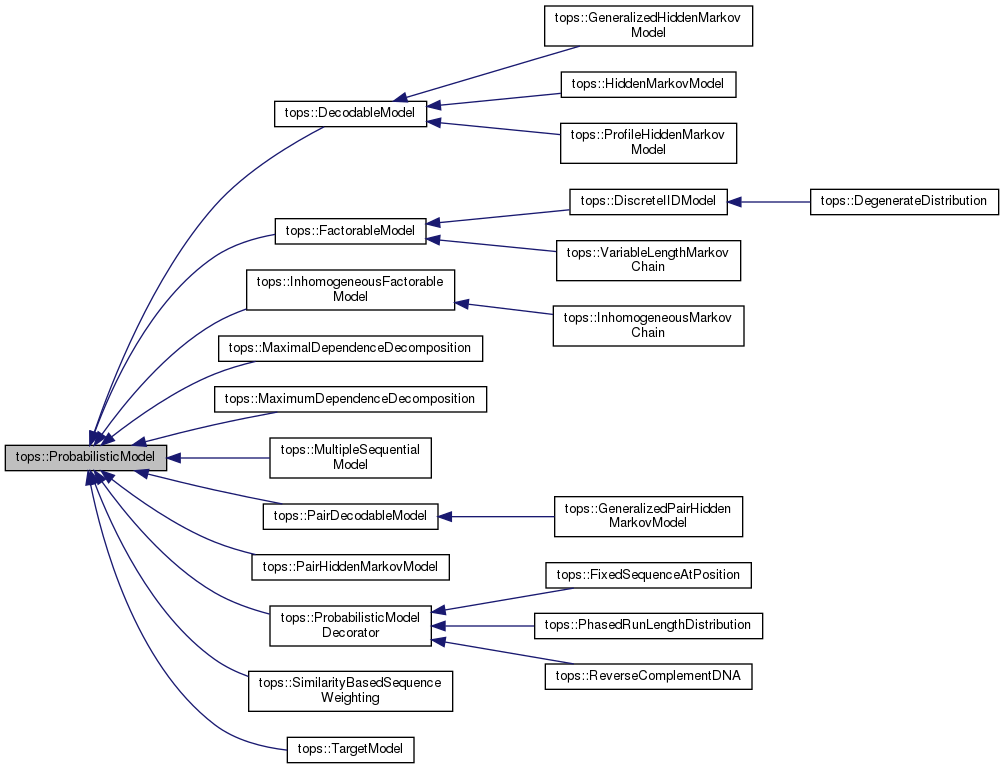 tops::GeneralizedHiddenMarkov
Model
tops::HiddenMarkovModel
tops::DecodableModel
tops::ProfileHiddenMarkov
Model
tops::DiscreteIIDModel
tops::DegenerateDistribution
tops::FactorableModel
tops::VariableLengthMarkov
Chain
tops::InhomogeneousFactorable
Model
tops::InhomogeneousMarkov
Chain
tops::MaximalDependenceDecomposition
tops::MaximumDependenceDecomposition
tops::ProbabilisticModel
tops::MultipleSequential
Model
tops::PairDecodableModel
tops::GeneralizedPairHidden
MarkovModel
tops::PairHiddenMarkovModel
tops::FixedSequenceAtPosition
tops::ProbabilisticModel
Decorator
tops::PhasedRunLengthDistribution
tops::ReverseComplementDNA
tops::SimilarityBasedSequence
Weighting
tops::TargetModel